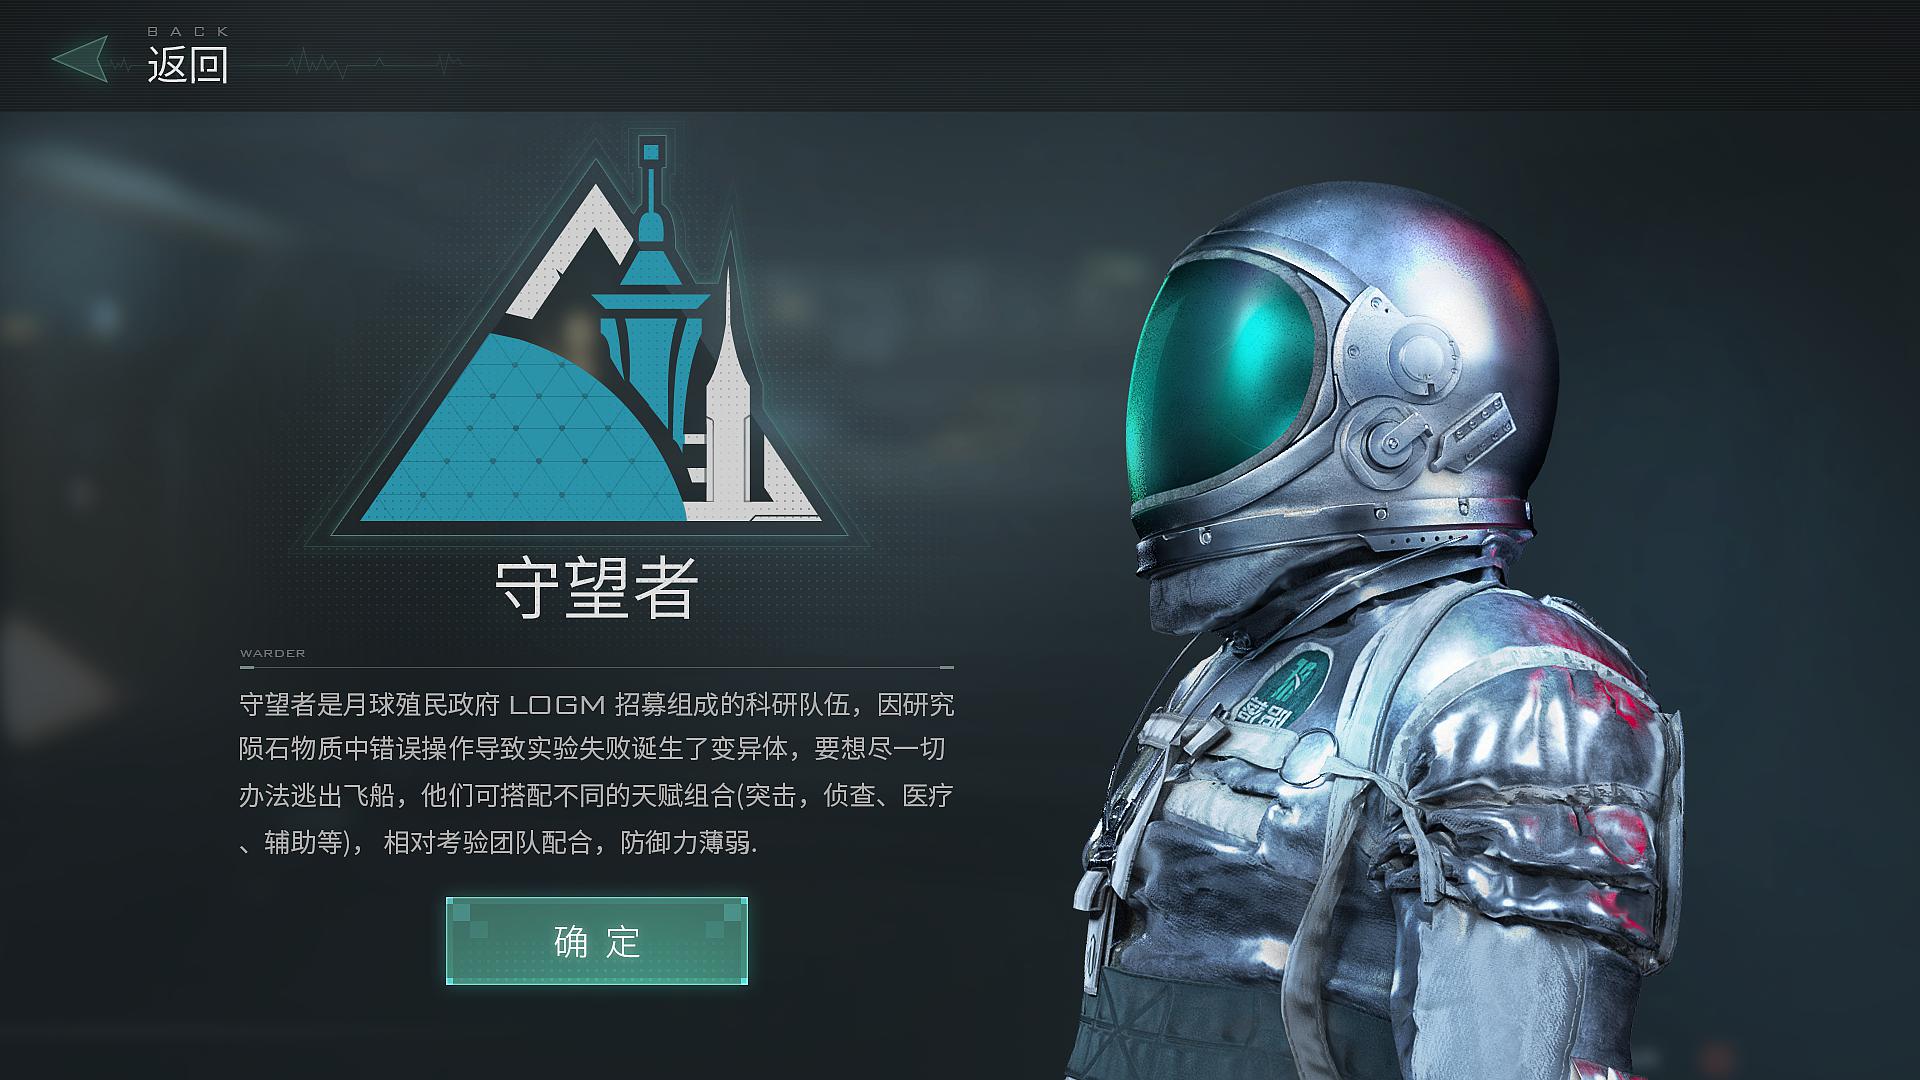 BACK
返回
守望者
WARDER
守望者是月球殖民政府 LOGM 招募组成的科研队伍，因研究
陨石物质中错误操作导致实验失败诞生了变异体，要想尽一切
办法逃出飞船，他们可搭配不同的天赋组合(突击，侦查、医疗
、辅助等)， 相对考验团队配合，防御力薄弱.
确 定